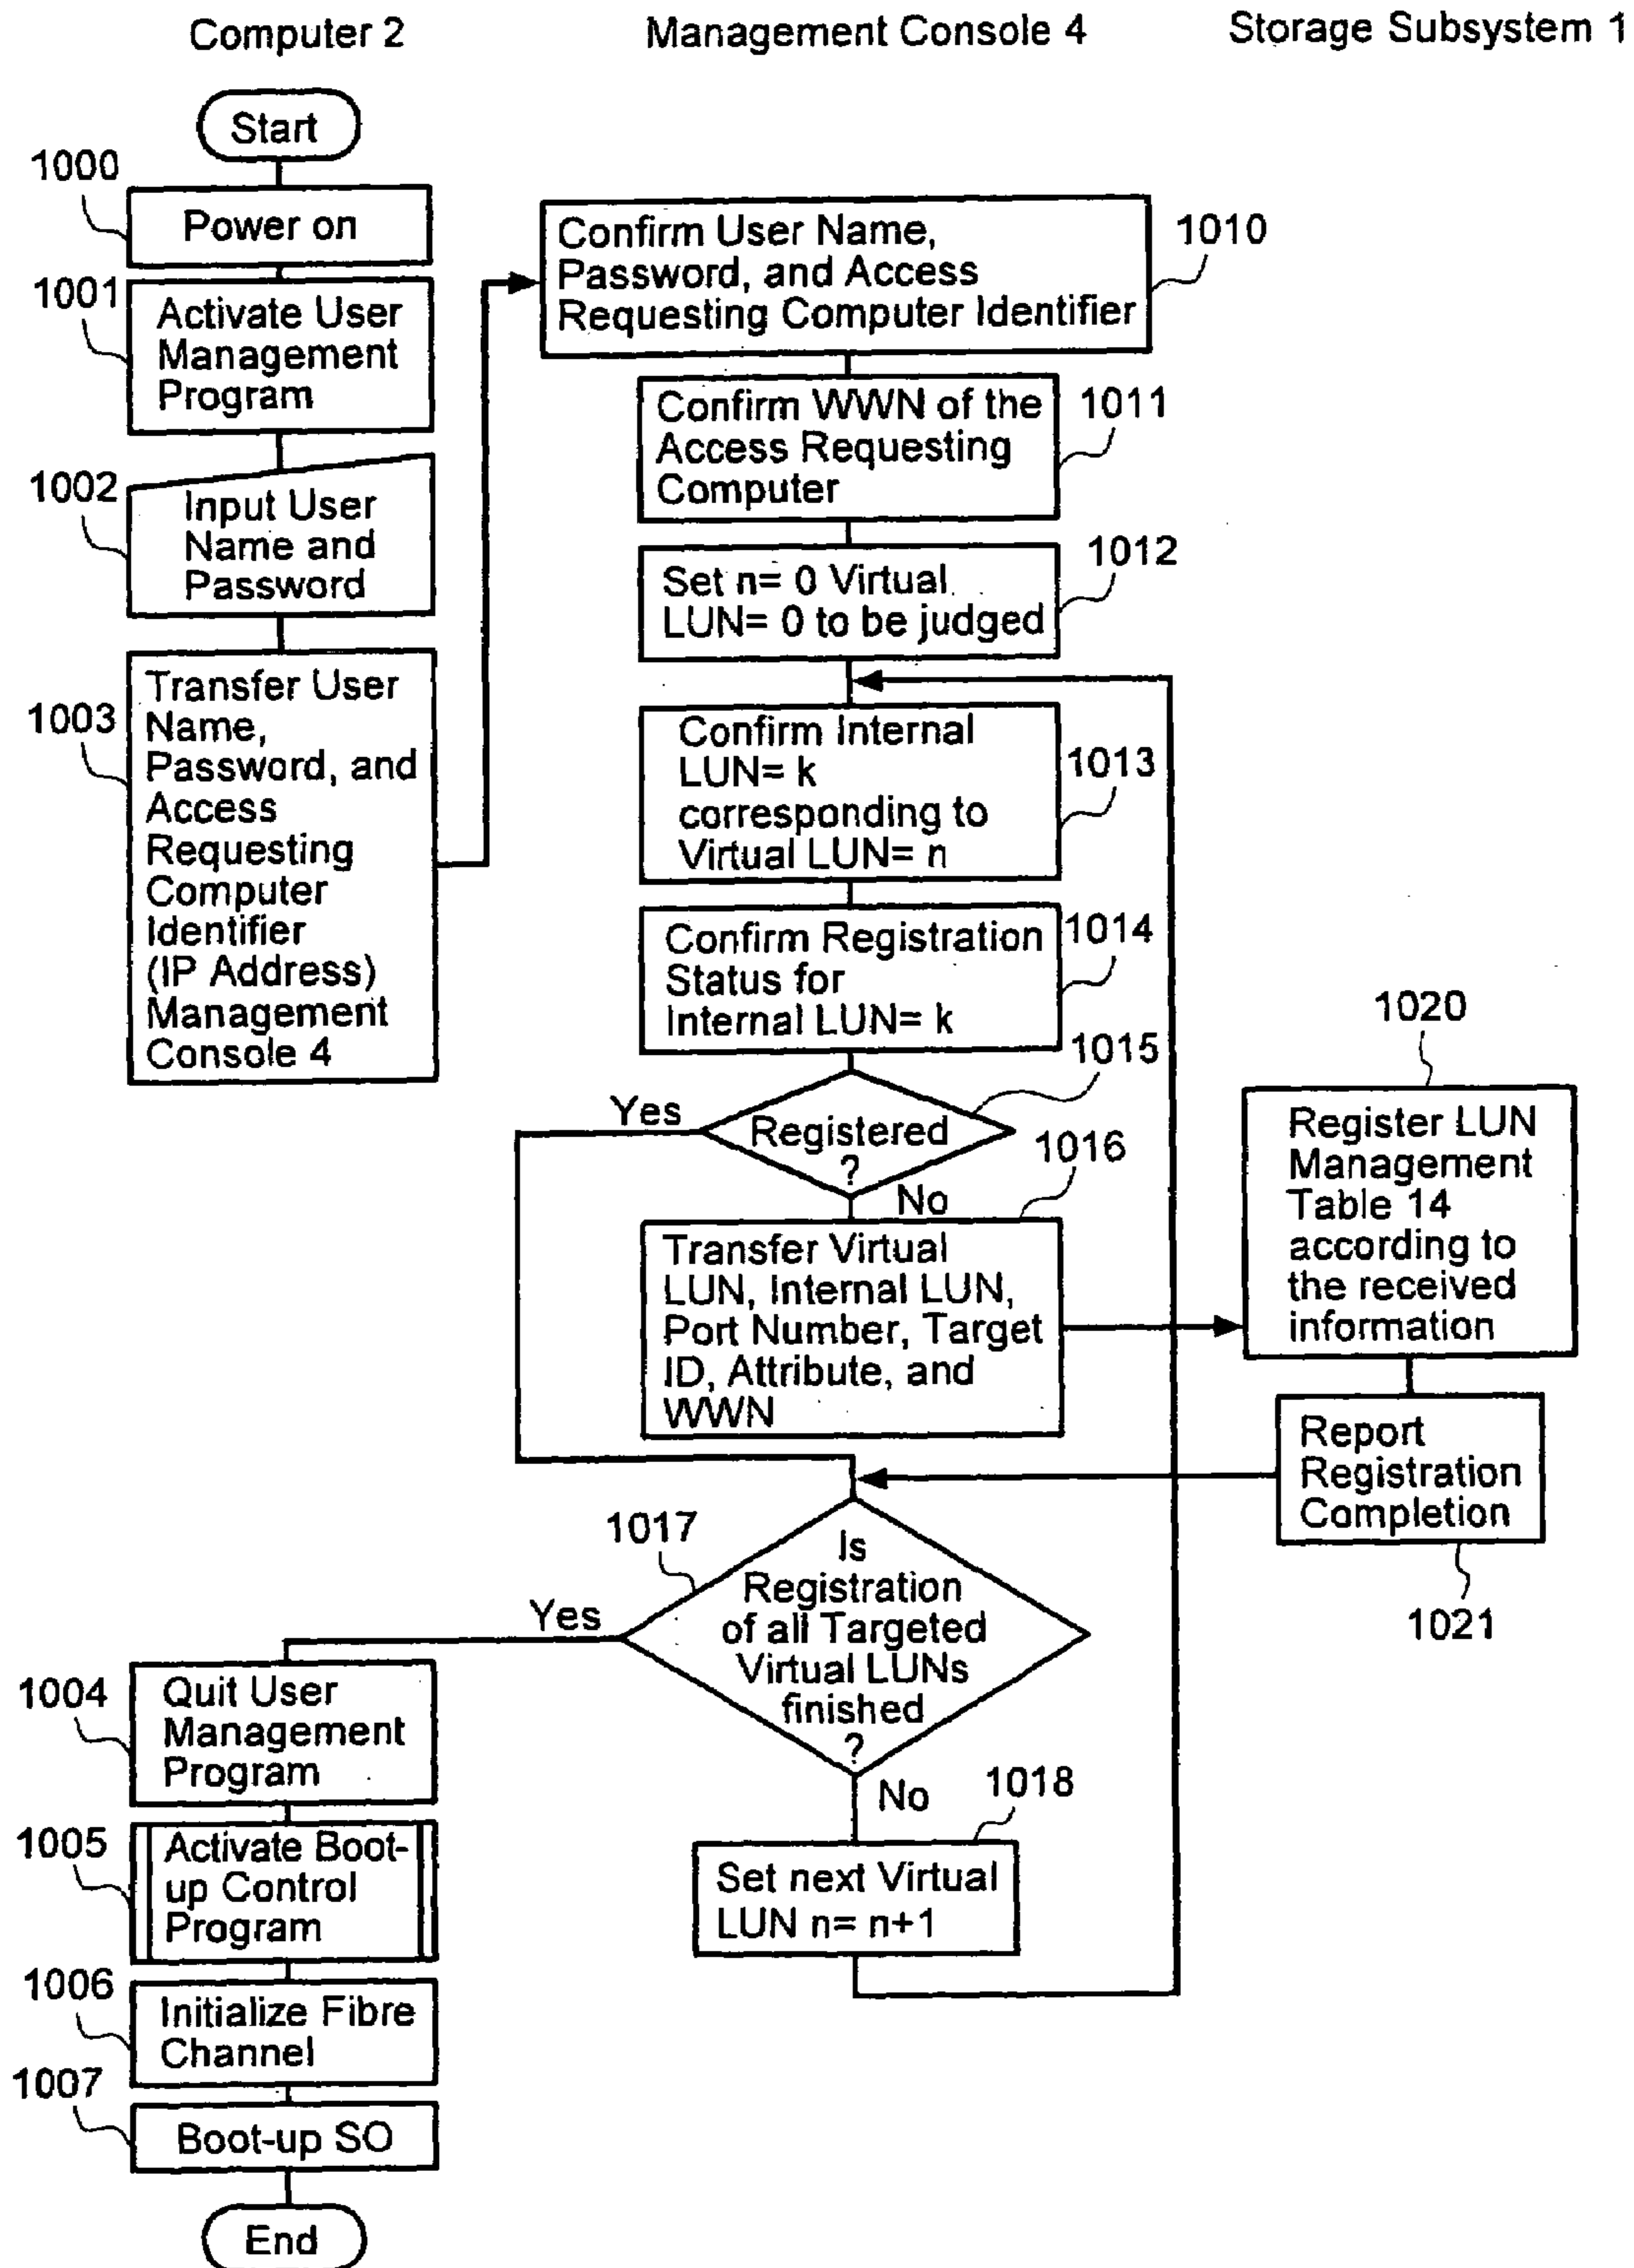 Computer 2
Management Console 4
Storage Subsystem 1
Start
1000
Power on
1001
Activate User
Management
Program
1002
Input User
Name and
Password
1003
Transfer User
Name,
Password, and
Access
Requesting
Computer
Identifier
(IP Address)
Management
Console 4
Confirm User Name,
Password, and Access
Requesting Computer Identifier
1010
Confirm WWN of the
Access Requesting
Computer
1011
Set n= 0 Virtual
LUN= 0 to be judged
1012
Confirm Internal
LUN= k
corresponding to
Virtual LUN= n
1013
Confirm Registration
Status for
Internal LUN= k
1014
1015
Yes
Registered
?
No
1016
Transfer Virtual
LUN, Internal LUN,
Port Number, Target
ID, Attribute, and
WWN
1020
Register LUN
Management
Table 14
according to
the received
information
Report
Registration
Completion
1021
1017
Is
Registration
of all Targeted
Virtual LUNs
finished
?
Yes
No
1018
Set next Virtual
LUN n= n+1
1004
Quit User
Management
Program
1005
Activate Boot-
up Control
Program
1006
Initialize Fibre
Channel
1007
Boot-up SO
End